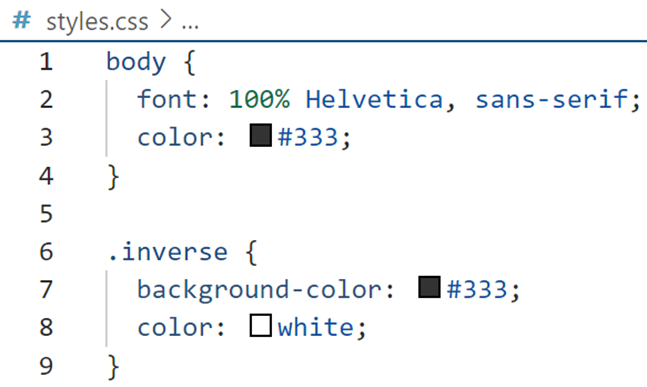 # styles.css > ...
1 body {
2   font: 100% Helvetica, sans-serif;
3   color: #333;
4 }
5
6 .inverse {
7   background-color: #333;
8   color: white;
9 }